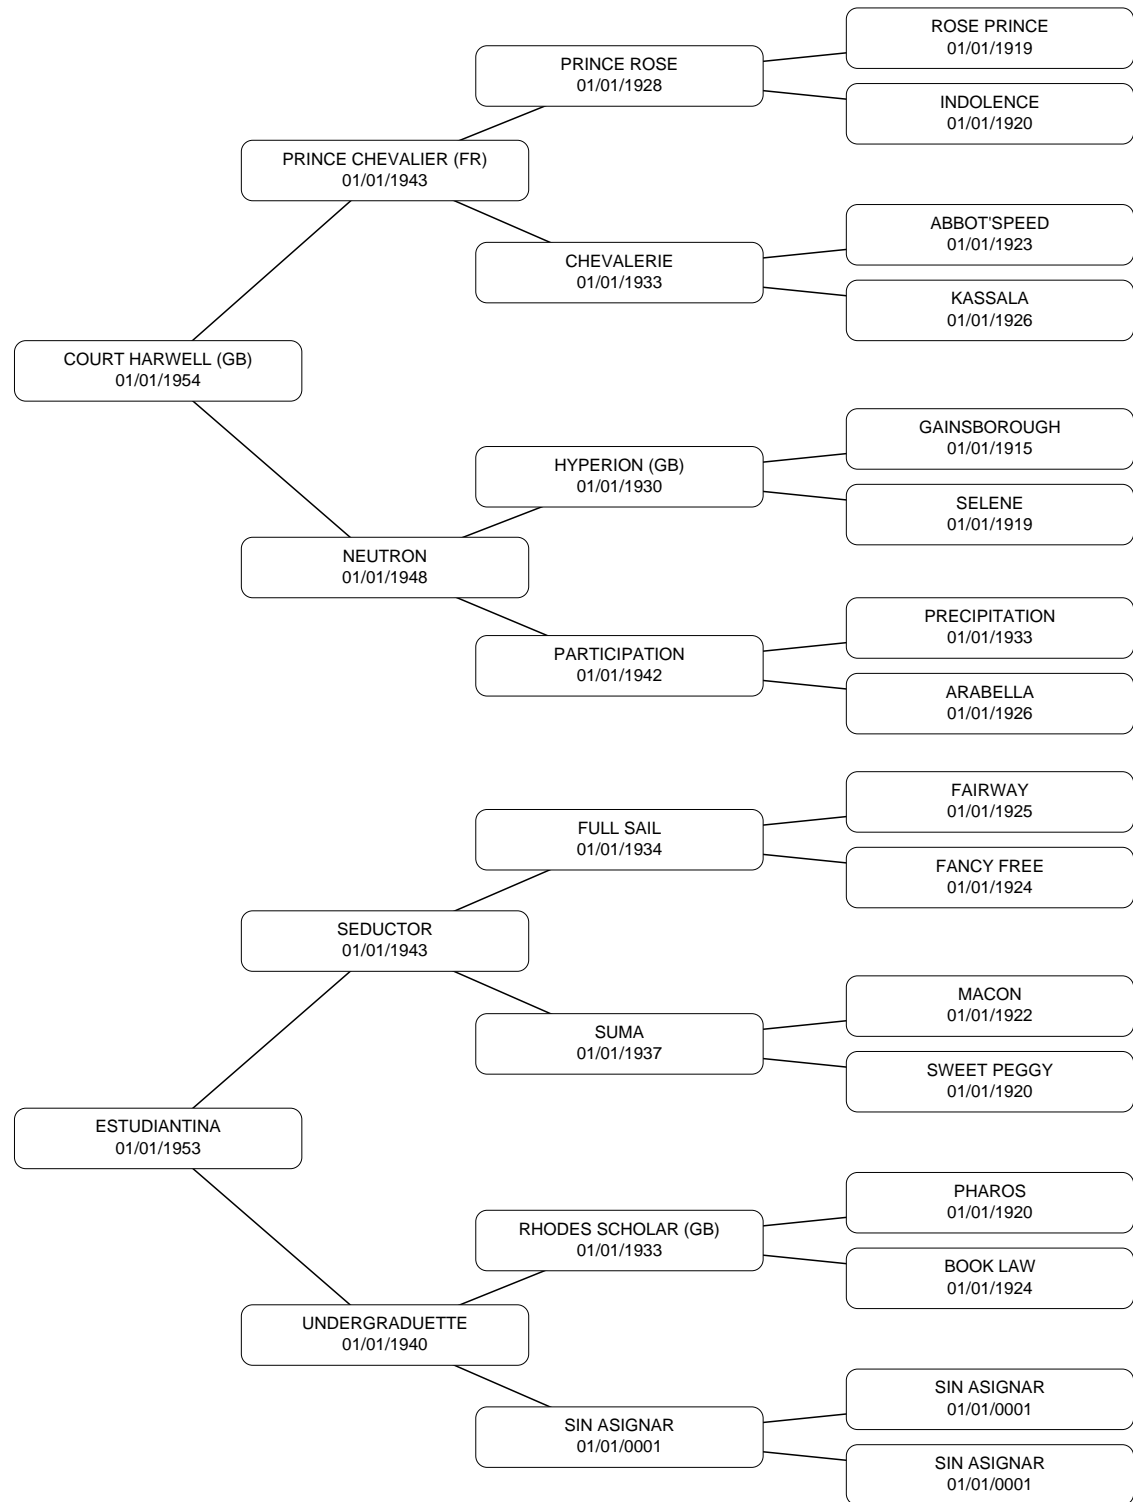 ROSE PRINCE
01/01/1919
PRINCE ROSE
01/01/1928
INDOLENCE
01/01/1920
PRINCE CHEVALIER (FR)
01/01/1943
ABBOT'SPEED
01/01/1923
CHEVALERIE
01/01/1933
KASSALA
01/01/1926
COURT HARWELL (GB)
01/01/1954
GAINSBOROUGH
01/01/1915
HYPERION (GB)
01/01/1930
SELENE
01/01/1919
NEUTRON
01/01/1948
PRECIPITATION
01/01/1933
PARTICIPATION
01/01/1942
ARABELLA
01/01/1926
FAIRWAY
01/01/1925
FULL SAIL
01/01/1934
FANCY FREE
01/01/1924
SEDUCTOR
01/01/1943
MACON
01/01/1922
SUMA
01/01/1937
SWEET PEGGY
01/01/1920
ESTUDIANTINA
01/01/1953
PHAROS
01/01/1920
RHODES SCHOLAR (GB)
01/01/1933
BOOK LAW
01/01/1924
UNDERGRADUETTE
01/01/1940
SIN ASIGNAR
01/01/0001
SIN ASIGNAR
01/01/0001
SIN ASIGNAR
01/01/0001